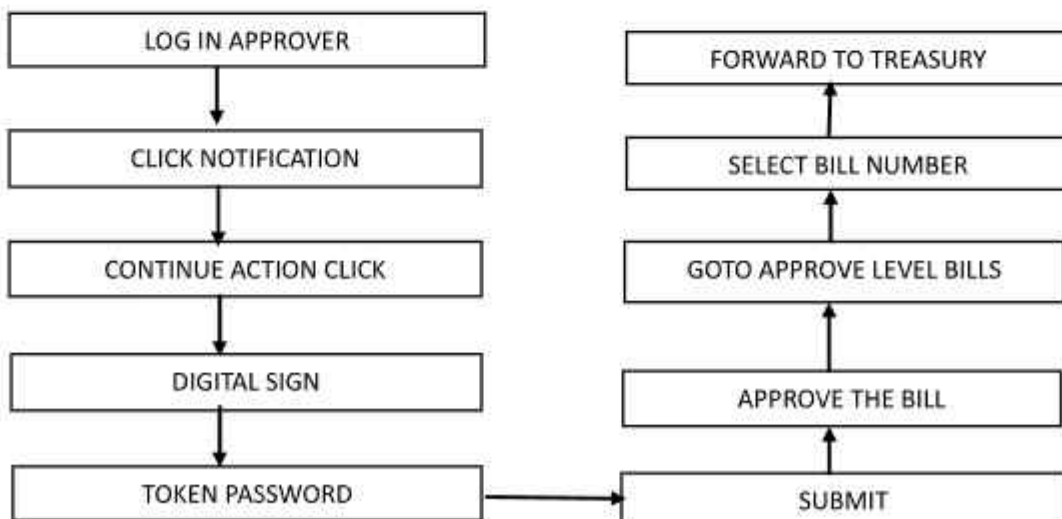 LOG IN APPROVER
CLICK NOTIFICATION
CONTINUE ACTION CLICK
DIGITAL SIGN
TOKEN PASSWORD
SUBMIT
APPROVE THE BILL
GOTO APPROVE LEVEL BILLS
SELECT BILL NUMBER
FORWARD TO TREASURY